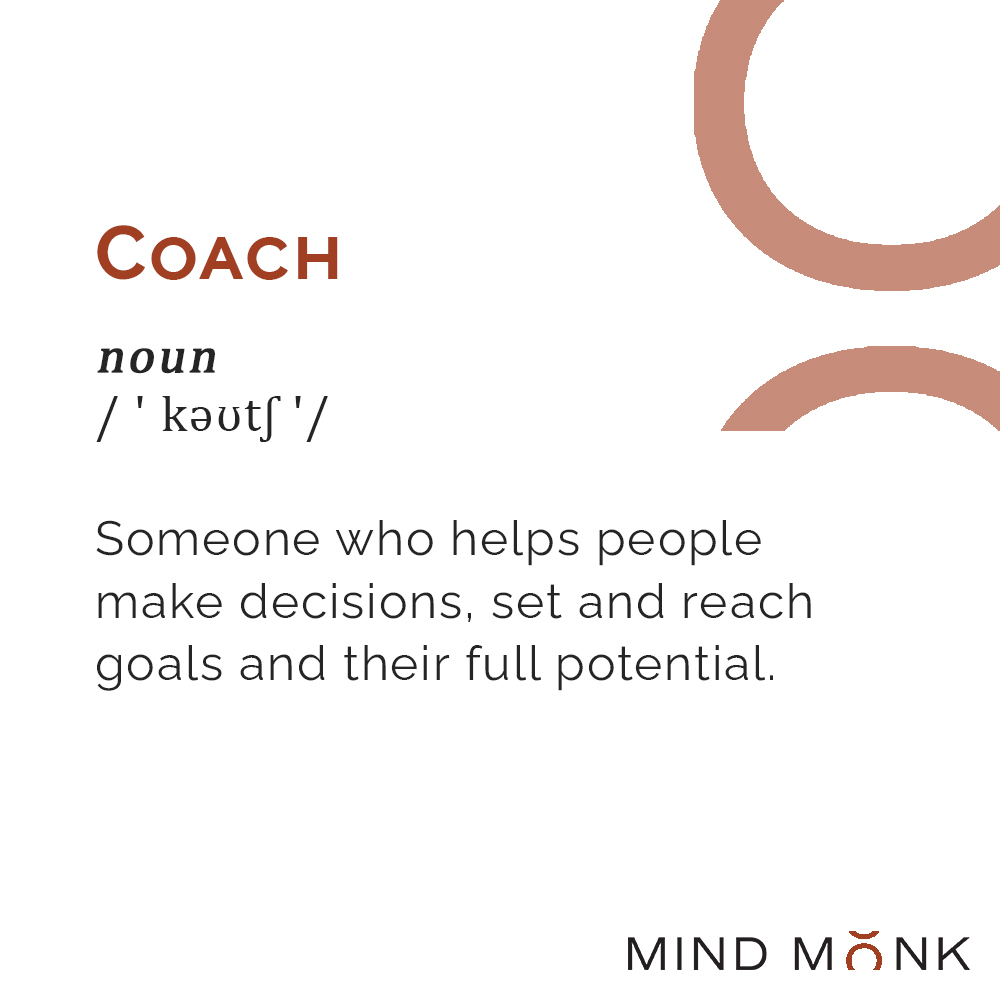 Coach
noun
/ ' kəʊtʃ '/
Someone who helps people
make decisions, set and reach
goals and their full potential.
MIND MONK